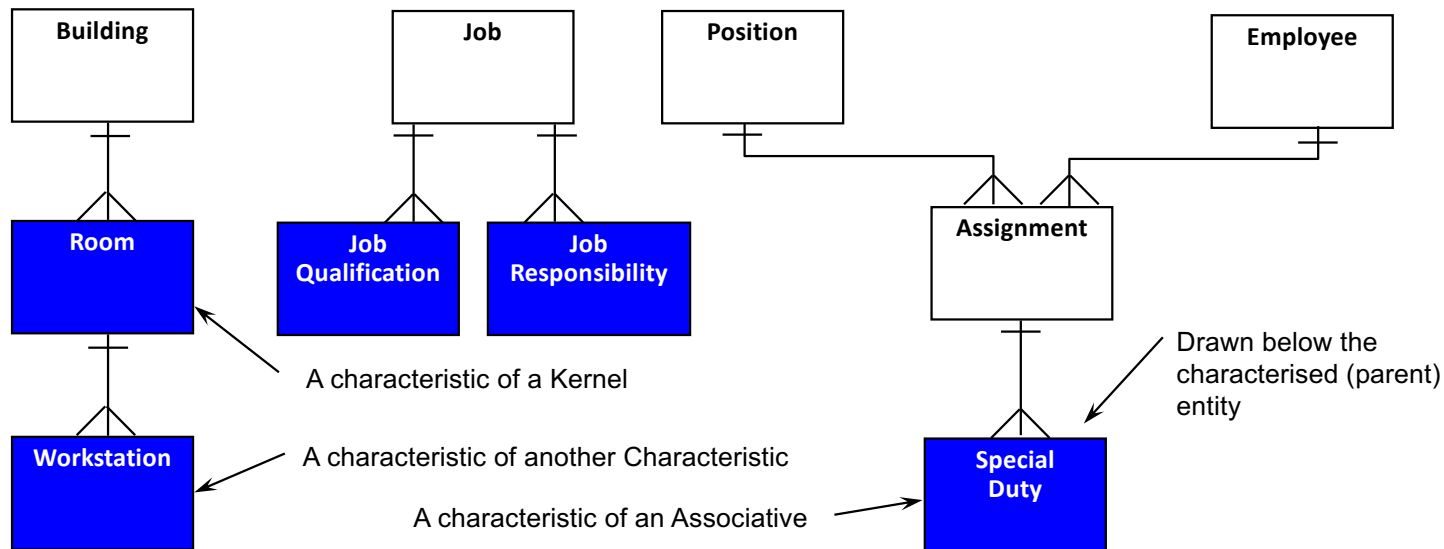 Building
Job
Position
Employee
Room
Job
Qualification
Job
Responsibility
Assignment
A characteristic of a Kernel
Drawn below the
characterised (parent)
entity
Workstation
A characteristic of another Characteristic
Special
Duty
A characteristic of an Associative